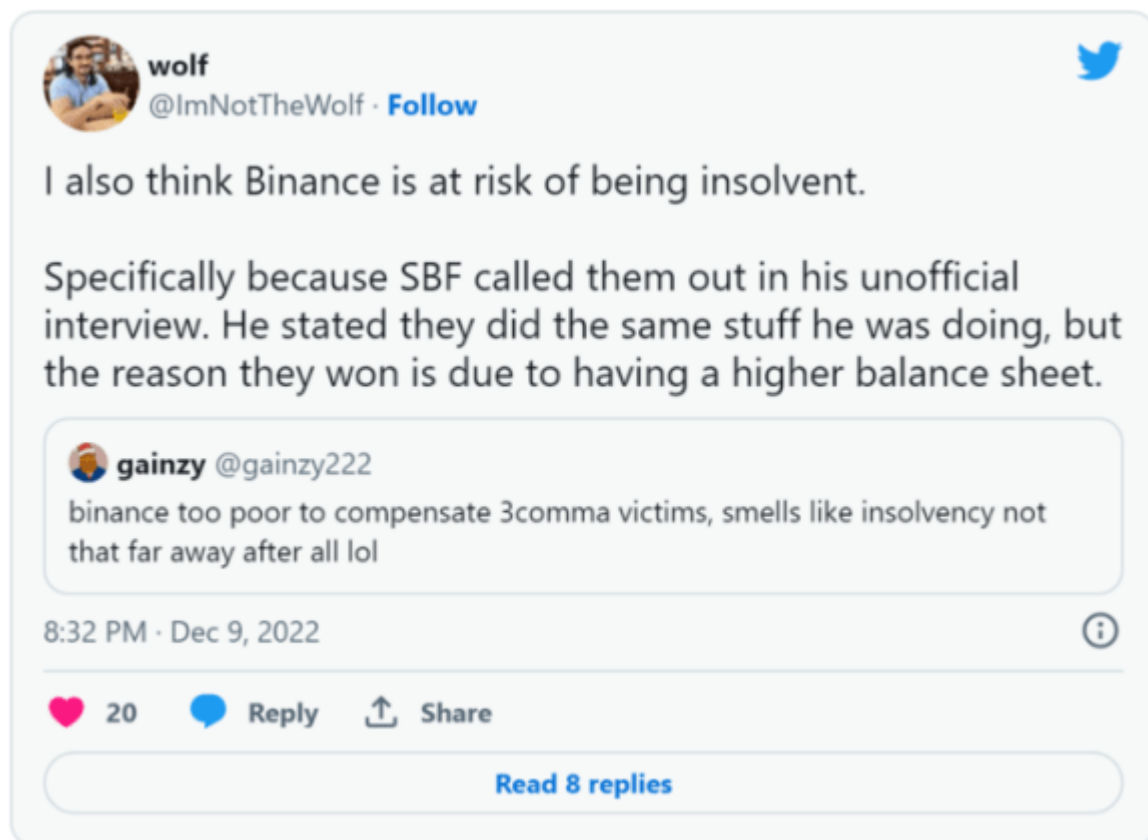 wolf
@ImNotTheWolf · Follow
I also think Binance is at risk of being insolvent.
Specifically because SBF called them out in his unofficial
interview. He stated they did the same stuff he was doing, but
the reason they won is due to having a higher balance sheet.
gainzy @gainzy222
binance too poor to compensate 3comma victims, smells like insolvency not
that far away after all lol
8:32 PM · Dec 9, 2022
20 Reply Share
Read 8 replies